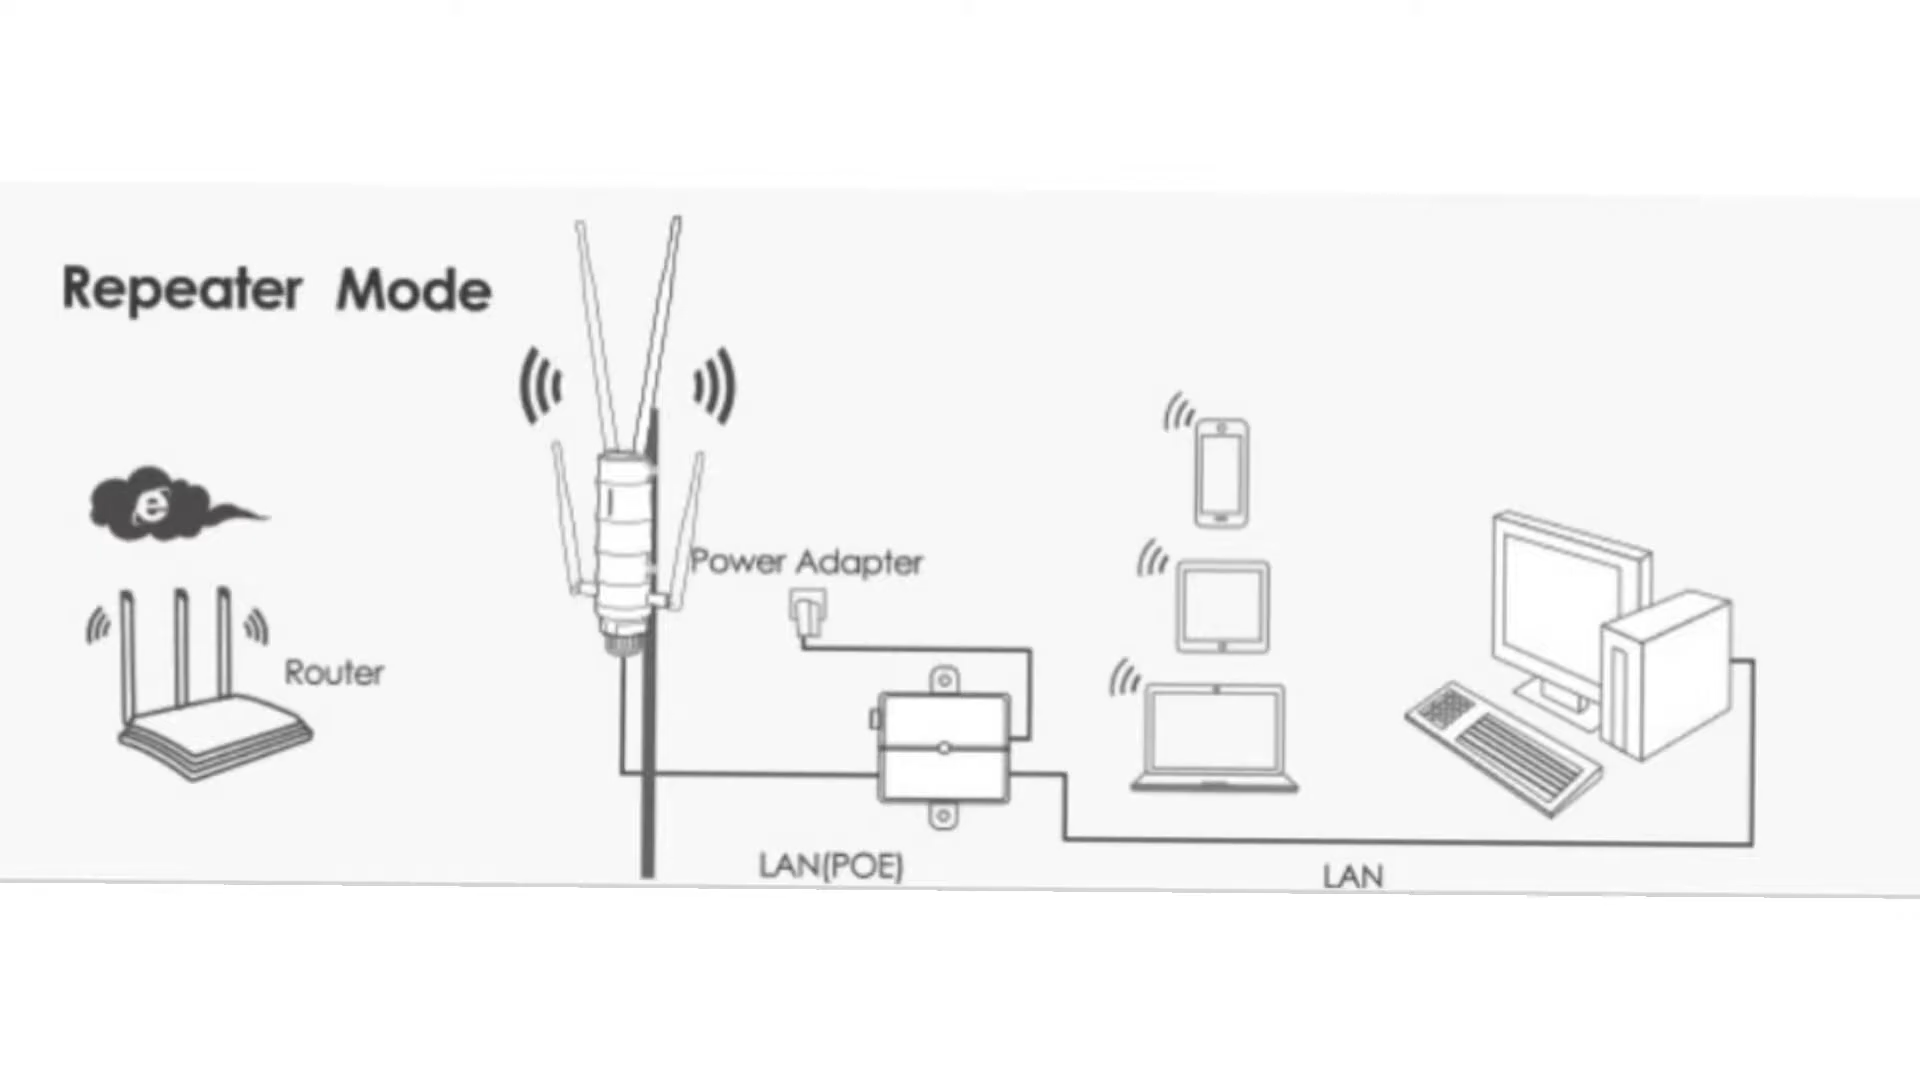 Repeater Mode
e
Power Adapter
Router
LAN(POE)
LAN